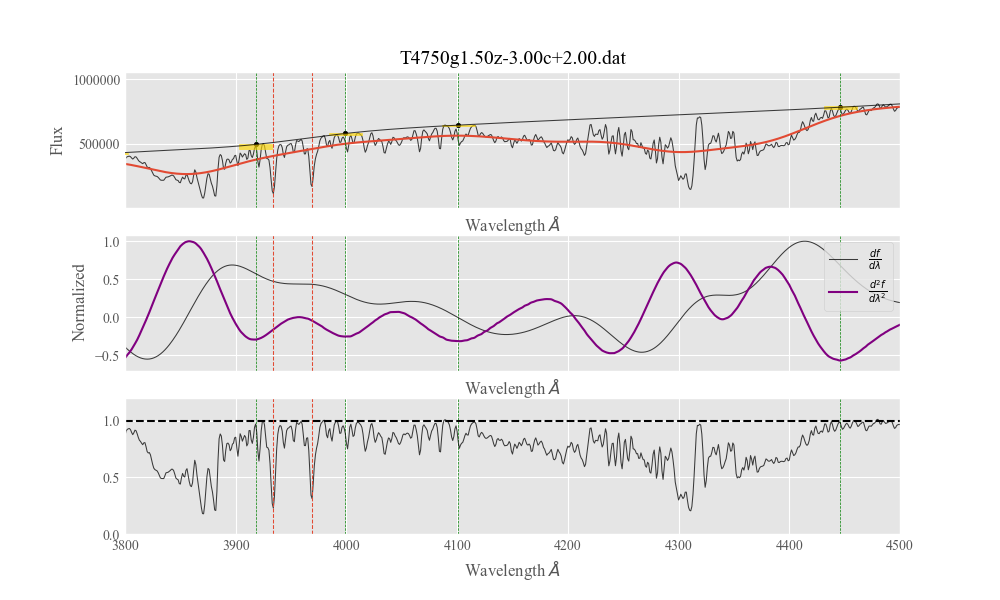 T4750g1.50z-3.00c+2.00.dat
1000000
500000
Flux
Wavelength Å
1.0
0.5
0.0
−0.5
Normalized
df/dλ
d²f/dλ²
Wavelength Å
1.0
0.5
0.0
3800 3900 4000 4100 4200 4300 4400 4500
Wavelength Å